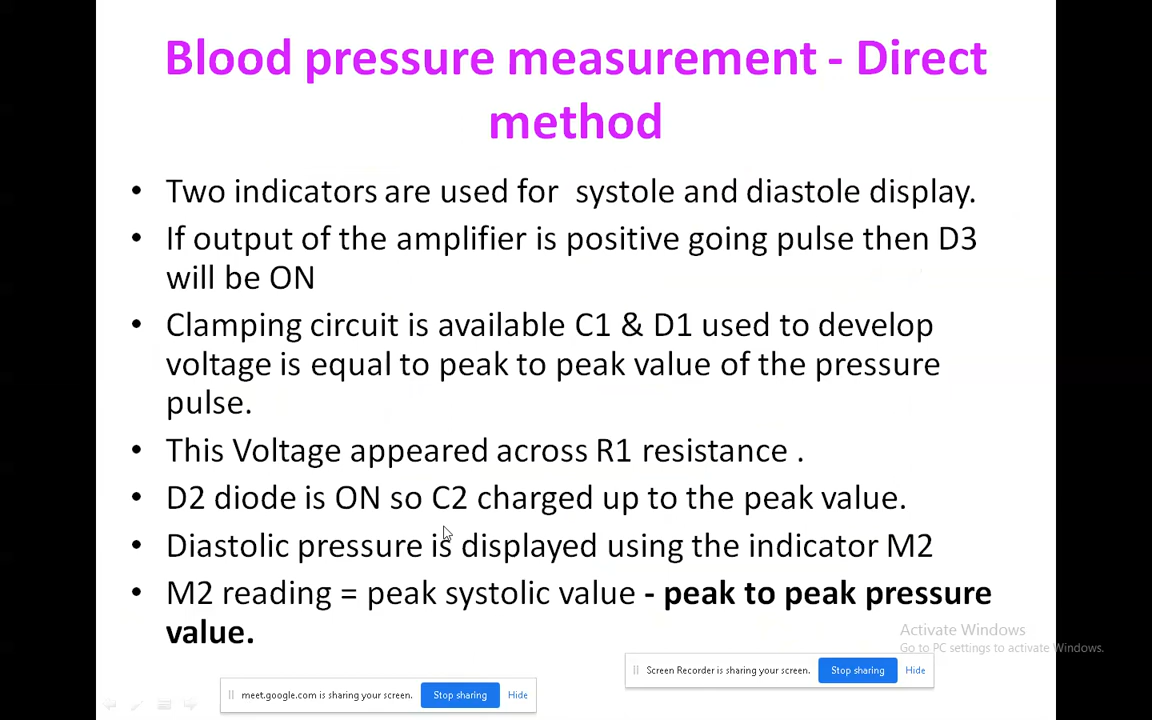 Blood pressure measurement - Direct
method
• Two indicators are used for  systole and diastole display.
• If output of the amplifier is positive going pulse then D3
will be ON
• Clamping circuit is available C1 & D1 used to develop
voltage is equal to peak to peak value of the pressure
pulse.
• This Voltage appeared across R1 resistance .
• D2 diode is ON so C2 charged up to the peak value.
• Diastolic pressure is displayed using the indicator M2
• M2 reading = peak systolic value - peak to peak pressure
value.
Activate Windows
Go to PC settings to activate Windows.
Screen Recorder is sharing your screen. Stop sharing Hide
meet.google.com is sharing your screen. Stop sharing Hide